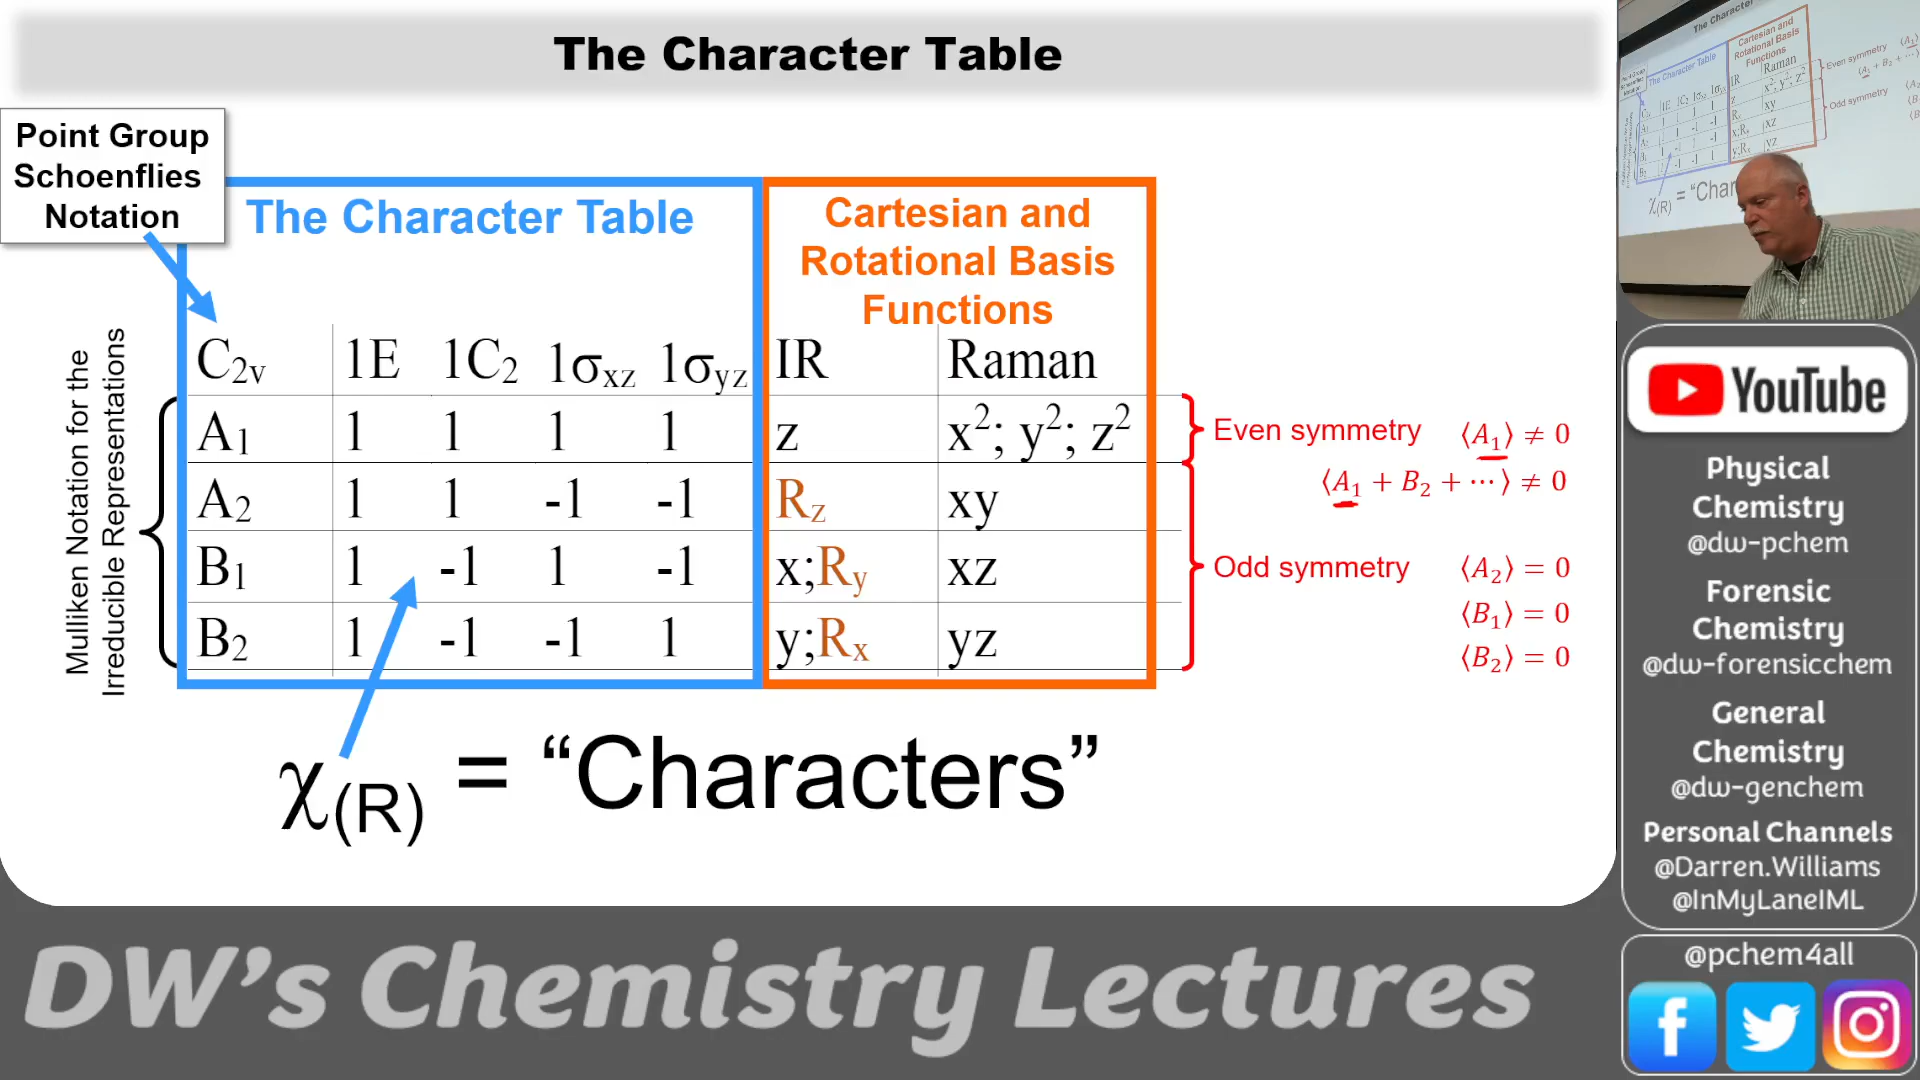 The Character Table
Point Group
Schoenflies
Notation
The Character Table
Cartesian and
Rotational Basis
Functions
Mulliken Notation for the
Irreducible Representations
C2v 1E 1C2 1σxz 1σyz IR Raman
A1 1 1 1 1 z x²; y²; z²
A2 1 1 -1 -1 Rz xy
B1 1 -1 1 -1 x;Ry xz
B2 1 -1 -1 1 y;Rx yz
Even symmetry ⟨A1⟩ ≠ 0
⟨A1 + B2 + ⋯⟩ ≠ 0
Odd symmetry ⟨A2⟩ = 0
⟨B1⟩ = 0
⟨B2⟩ = 0
χ(R) = “Characters”
YouTube
Physical
Chemistry
@dw-pchem
Forensic
Chemistry
@dw-forensicchem
General
Chemistry
@dw-genchem
Personal Channels
@Darren.Williams
@InMyLaneIML
@pchem4all
DW's Chemistry Lectures